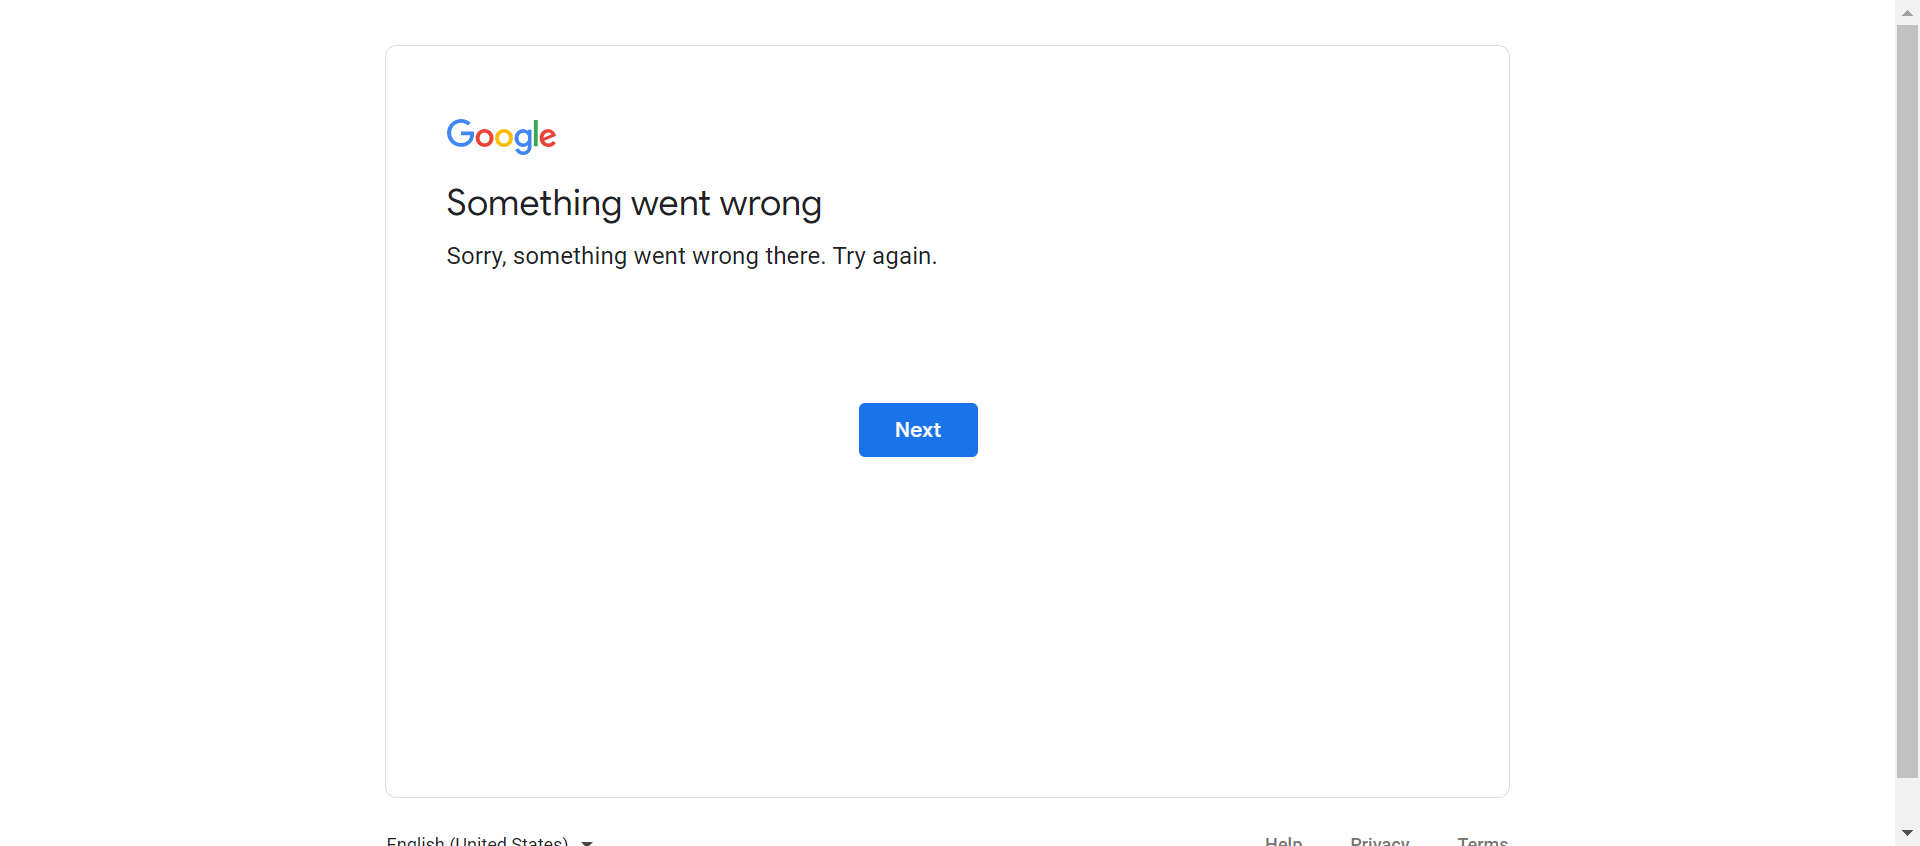 Google
Something went wrong
Sorry, something went wrong there. Try again.
Next
English (United States)
Help Privacy Terms